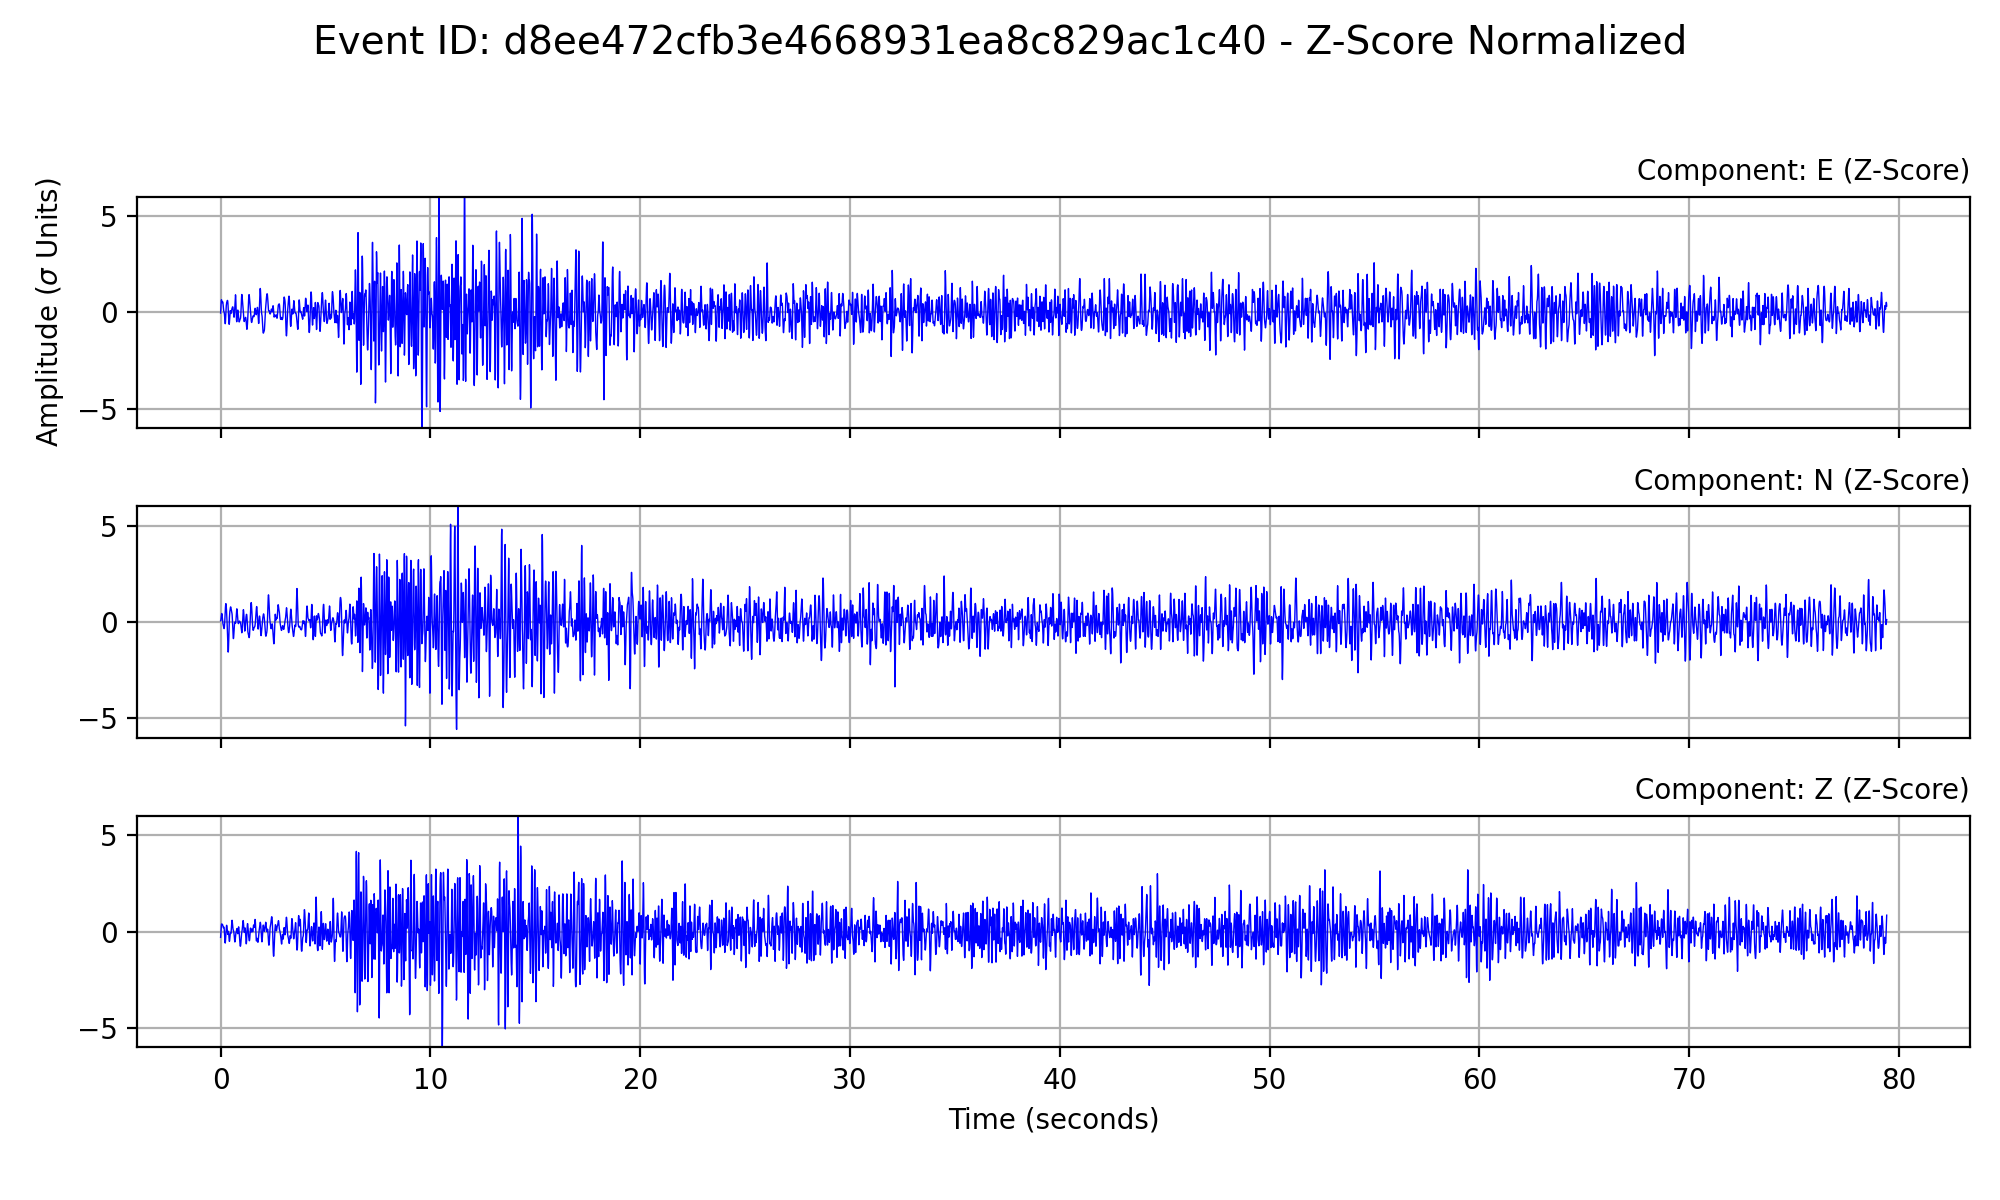 Event ID: d8ee472cfb3e4668931ea8c829ac1c40 - Z-Score Normalized
Component: E (Z-Score)
Amplitude (σ Units)
5
0
−5
Component: N (Z-Score)
5
0
−5
Component: Z (Z-Score)
5
0
−5
0 10 20 30 40 50 60 70 80
Time (seconds)